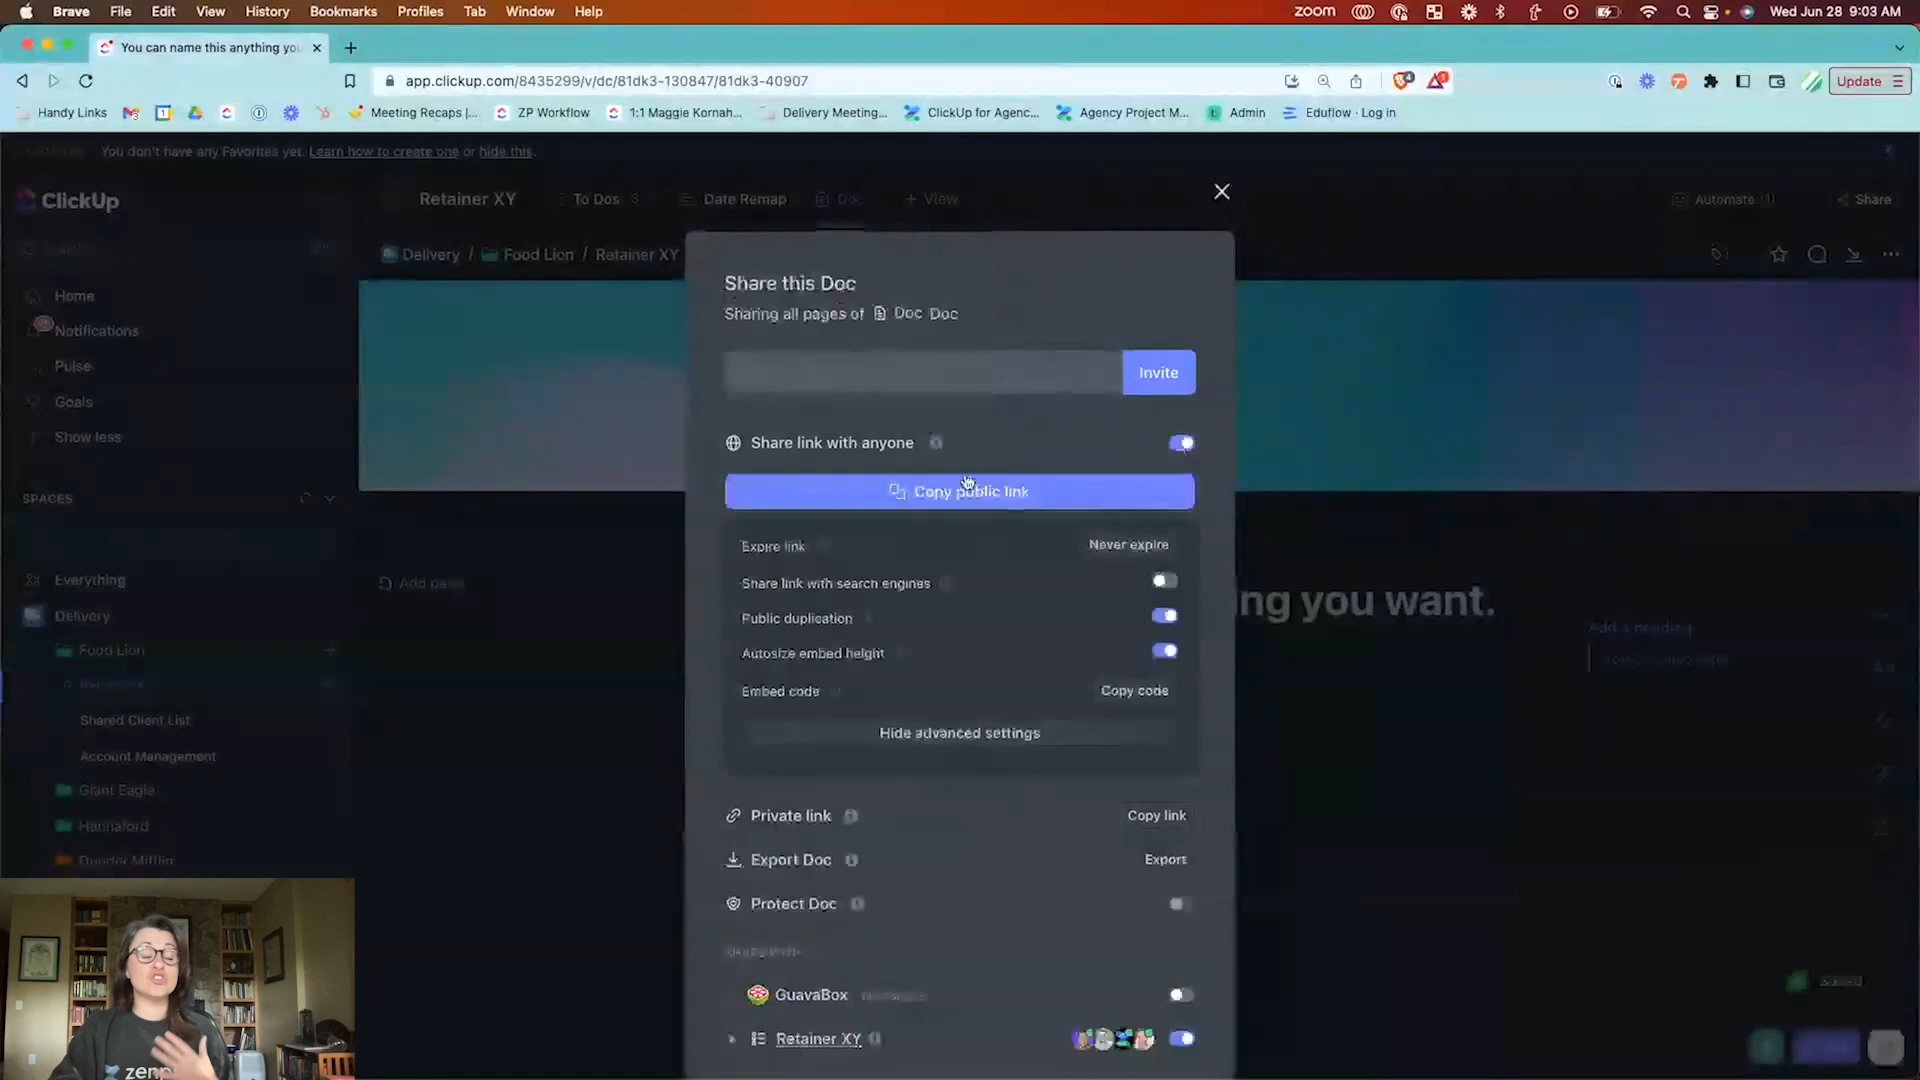 Brave File Edit View History Bookmarks Profiles Tab Window Help
zoom
Wed Jun 28 9:03 AM
You can name this anything yo
app.clickup.com/8435299/v/dc/81dk3-130847/81dk3-40907
Update
Handy Links
Meeting Recaps |...
ZP Workflow
1:1 Maggie Kornah...
Delivery Meeting...
ClickUp for Agenc...
Agency Project M...
Admin
Eduflow · Log in
You don't have any Favorites yet. Learn how to create one or hide this.
ClickUp
Retainer XY
To Dos 3
Date Remap
Doc
+ View
Automate (1)
Share
Delivery / Food Lion / Retainer XY
Home
Notifications
Pulse
Goals
Show less
SPACES
Everything
Delivery
Food Lion
Shared Client List
Account Management
Giant Eagle
Hannaford
Dunder Mifflin
Add page
Share this Doc
Sharing all pages of Doc Doc
Invite
Share link with anyone
Copy public link
Expire link
Never expire
Share link with search engines
Public duplication
Autosize embed height
Embed code
Copy code
Hide advanced settings
Private link
Copy link
Export Doc
Export
Protect Doc
GuavaBox
Retainer XY
ng you want.
Add a heading
Saved
zenp